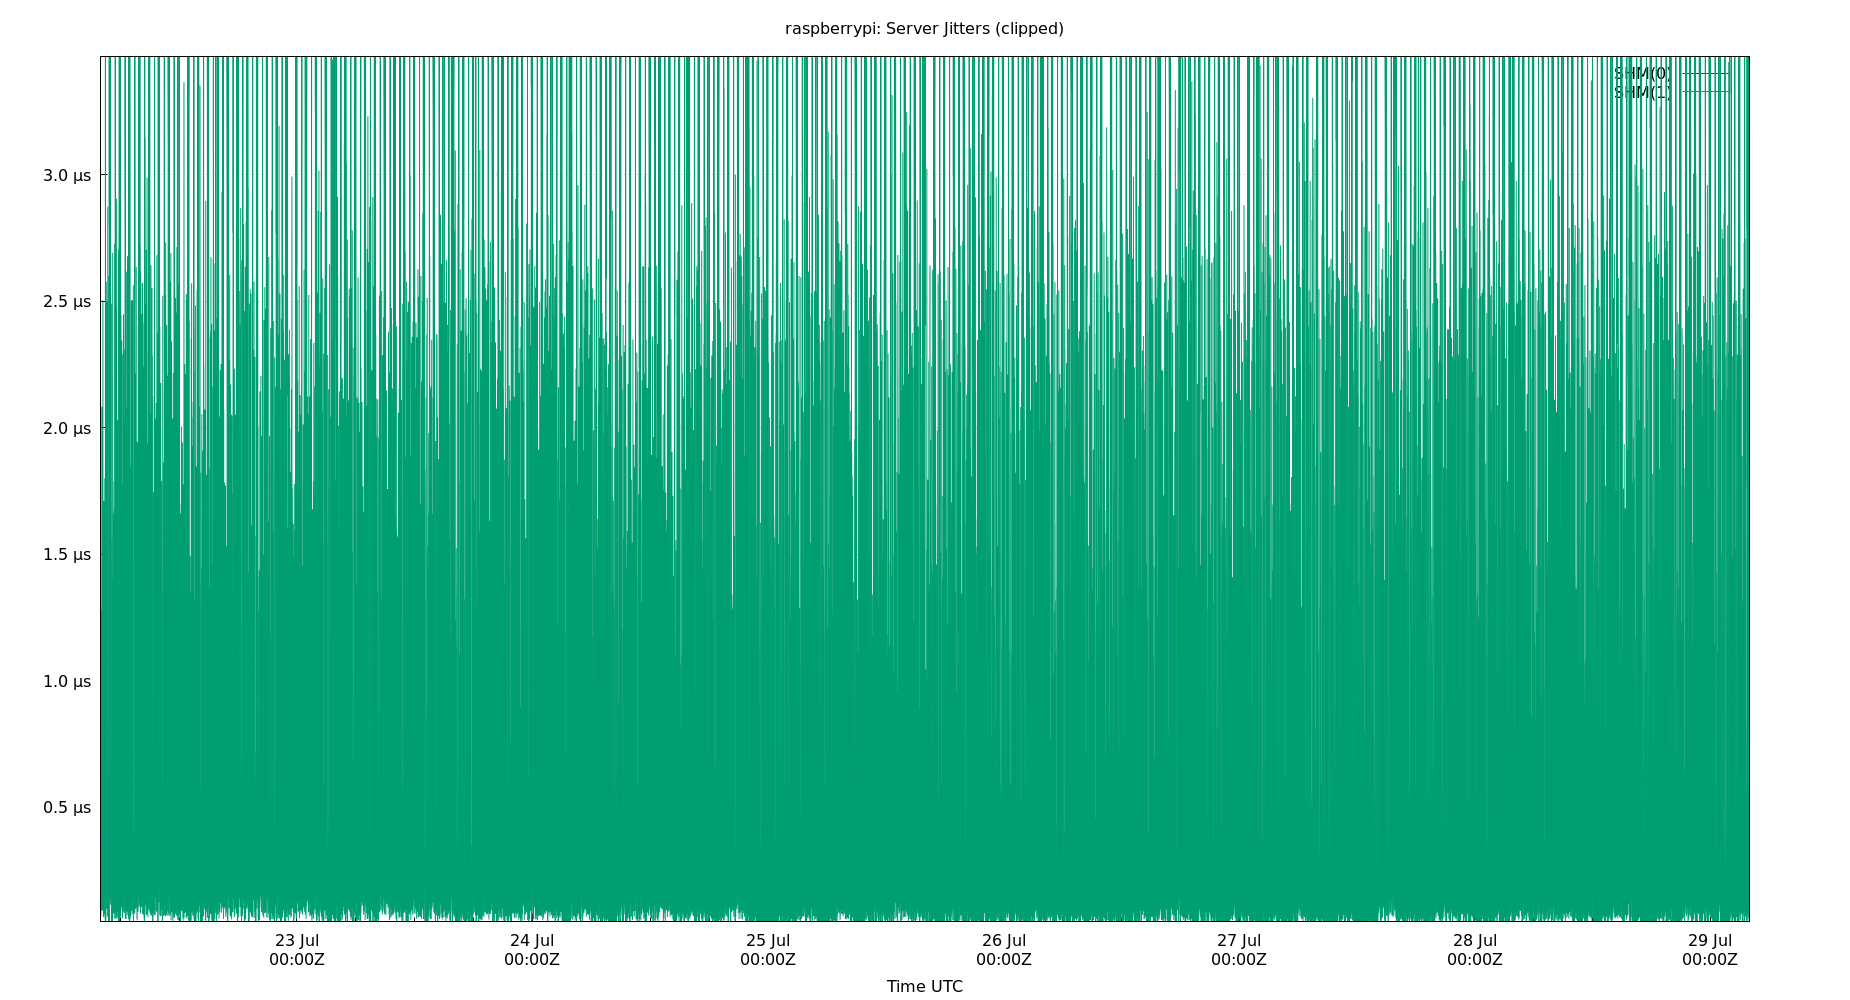 raspberrypi: Server Jitters (clipped)
SHM(0)
SHM(1)
3.0 µs
2.5 µs
2.0 µs
1.5 µs
1.0 µs
0.5 µs
23 Jul 24 Jul 25 Jul 26 Jul 27 Jul 28 Jul 29 Jul
00:00Z 00:00Z 00:00Z 00:00Z 00:00Z 00:00Z 00:00Z
Time UTC